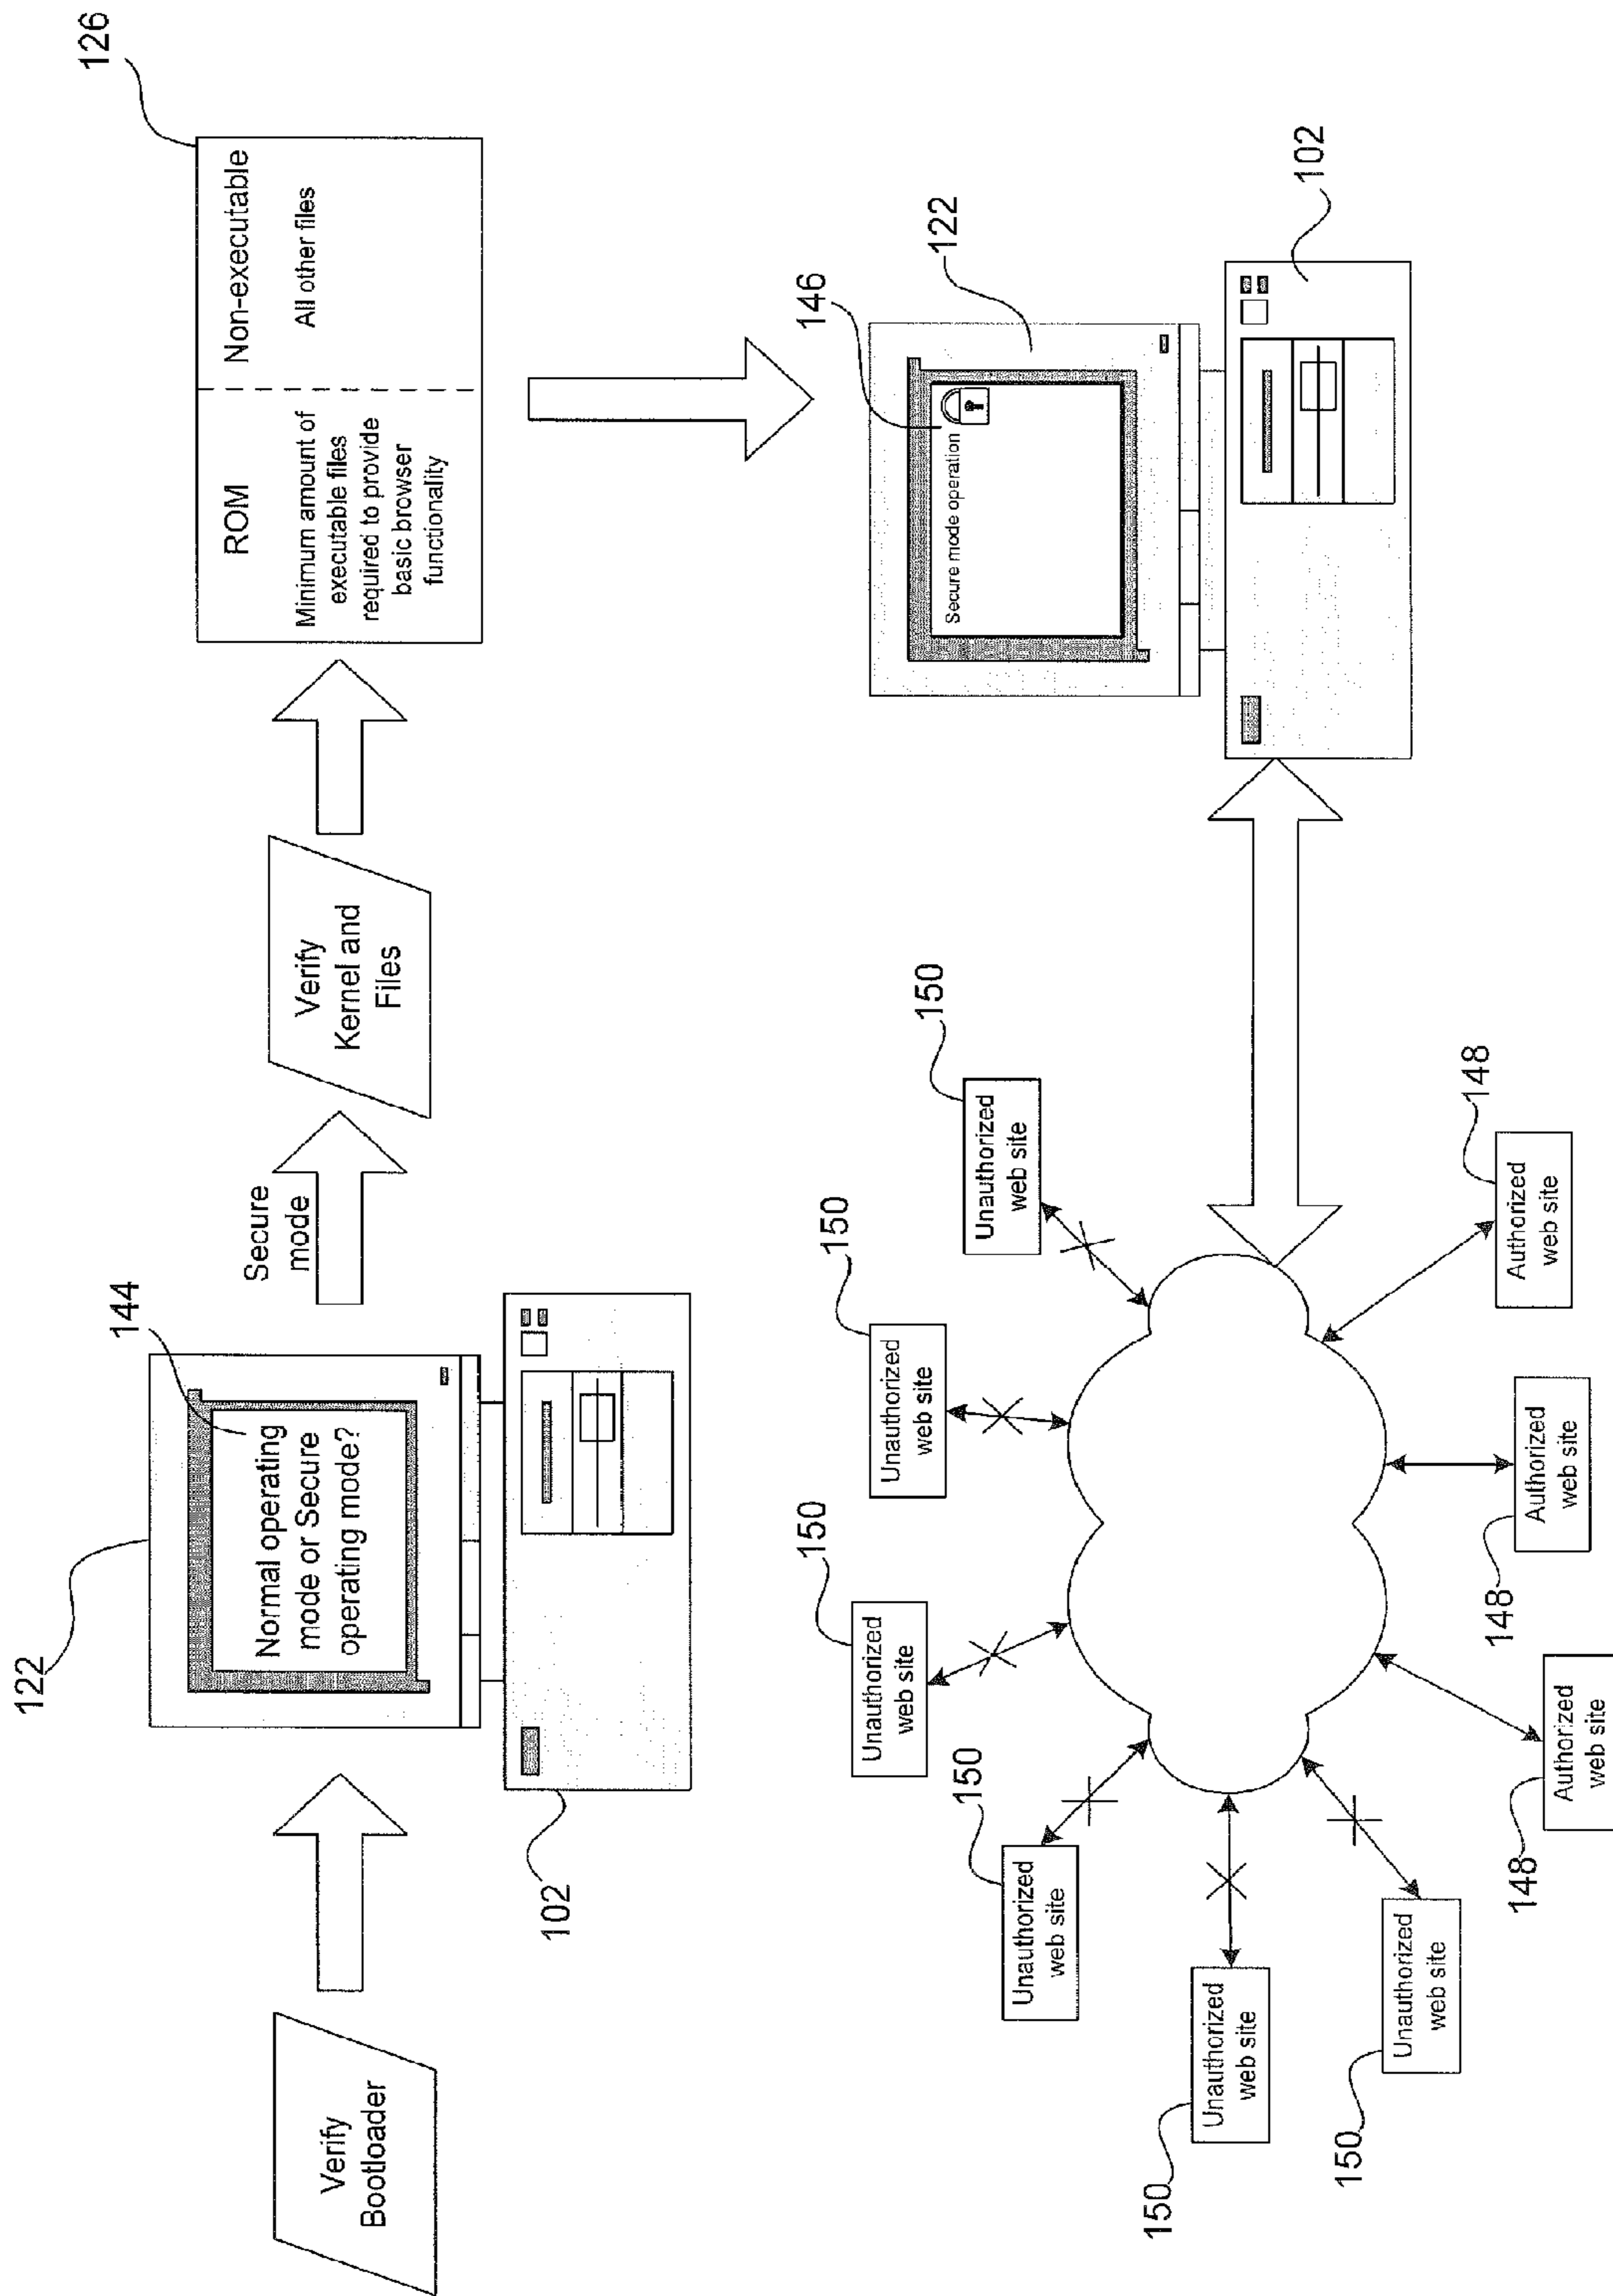 Verify
Bootloader
122
Normal operating
mode or Secure
operating mode?
144
102
Secure
mode
Verify
Kernel and
Files
126
ROM
Minimum amount of
executable files
required to provide
basic browser
functionality
Non-executable
All other files
146
122
Secure mode operation
102
150
Unauthorized
web site
150
Unauthorized
web site
150
Unauthorized
web site
150
Unauthorized
web site
150
Unauthorized
web site
150
Unauthorized
web site
148
Authorized
web site
148
Authorized
web site
148
Authorized
web site